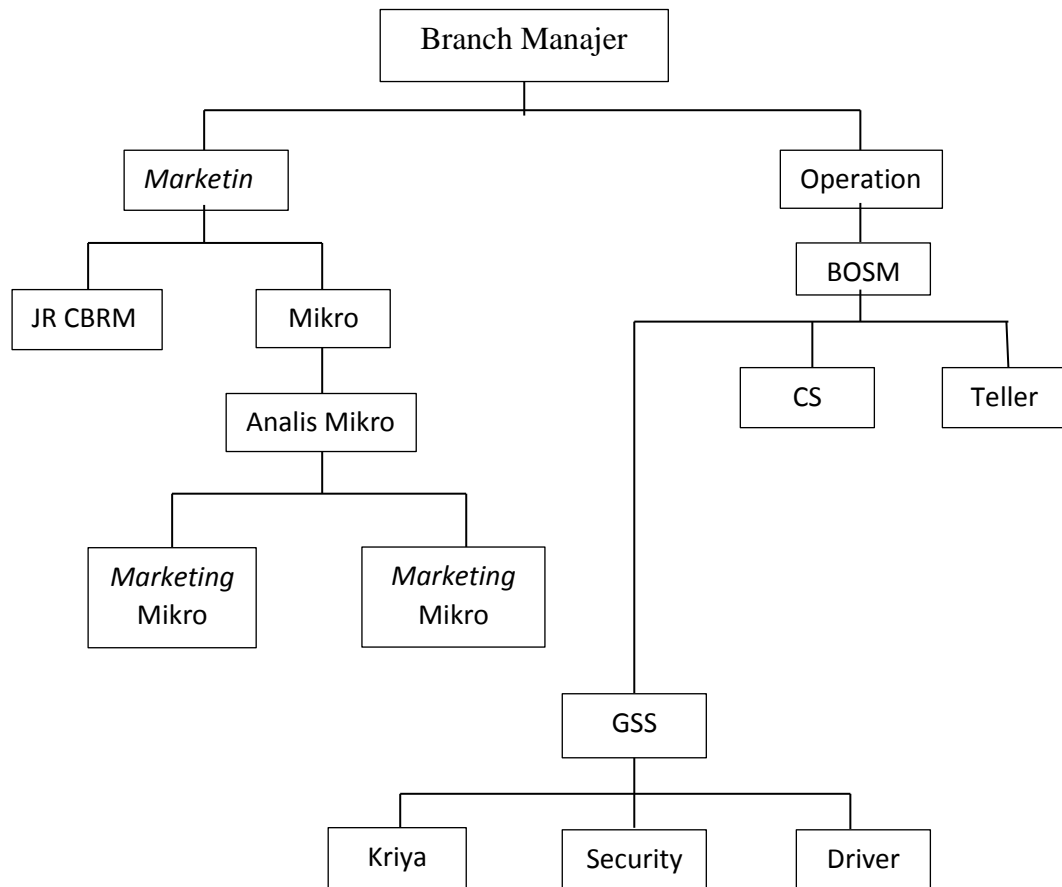 Branch Manajer
Marketin
Operation
BOSM
JR CBRM
Mikro
CS
Teller
Analis Mikro
Marketing
Mikro
Marketing
Mikro
GSS
Kriya
Security
Driver